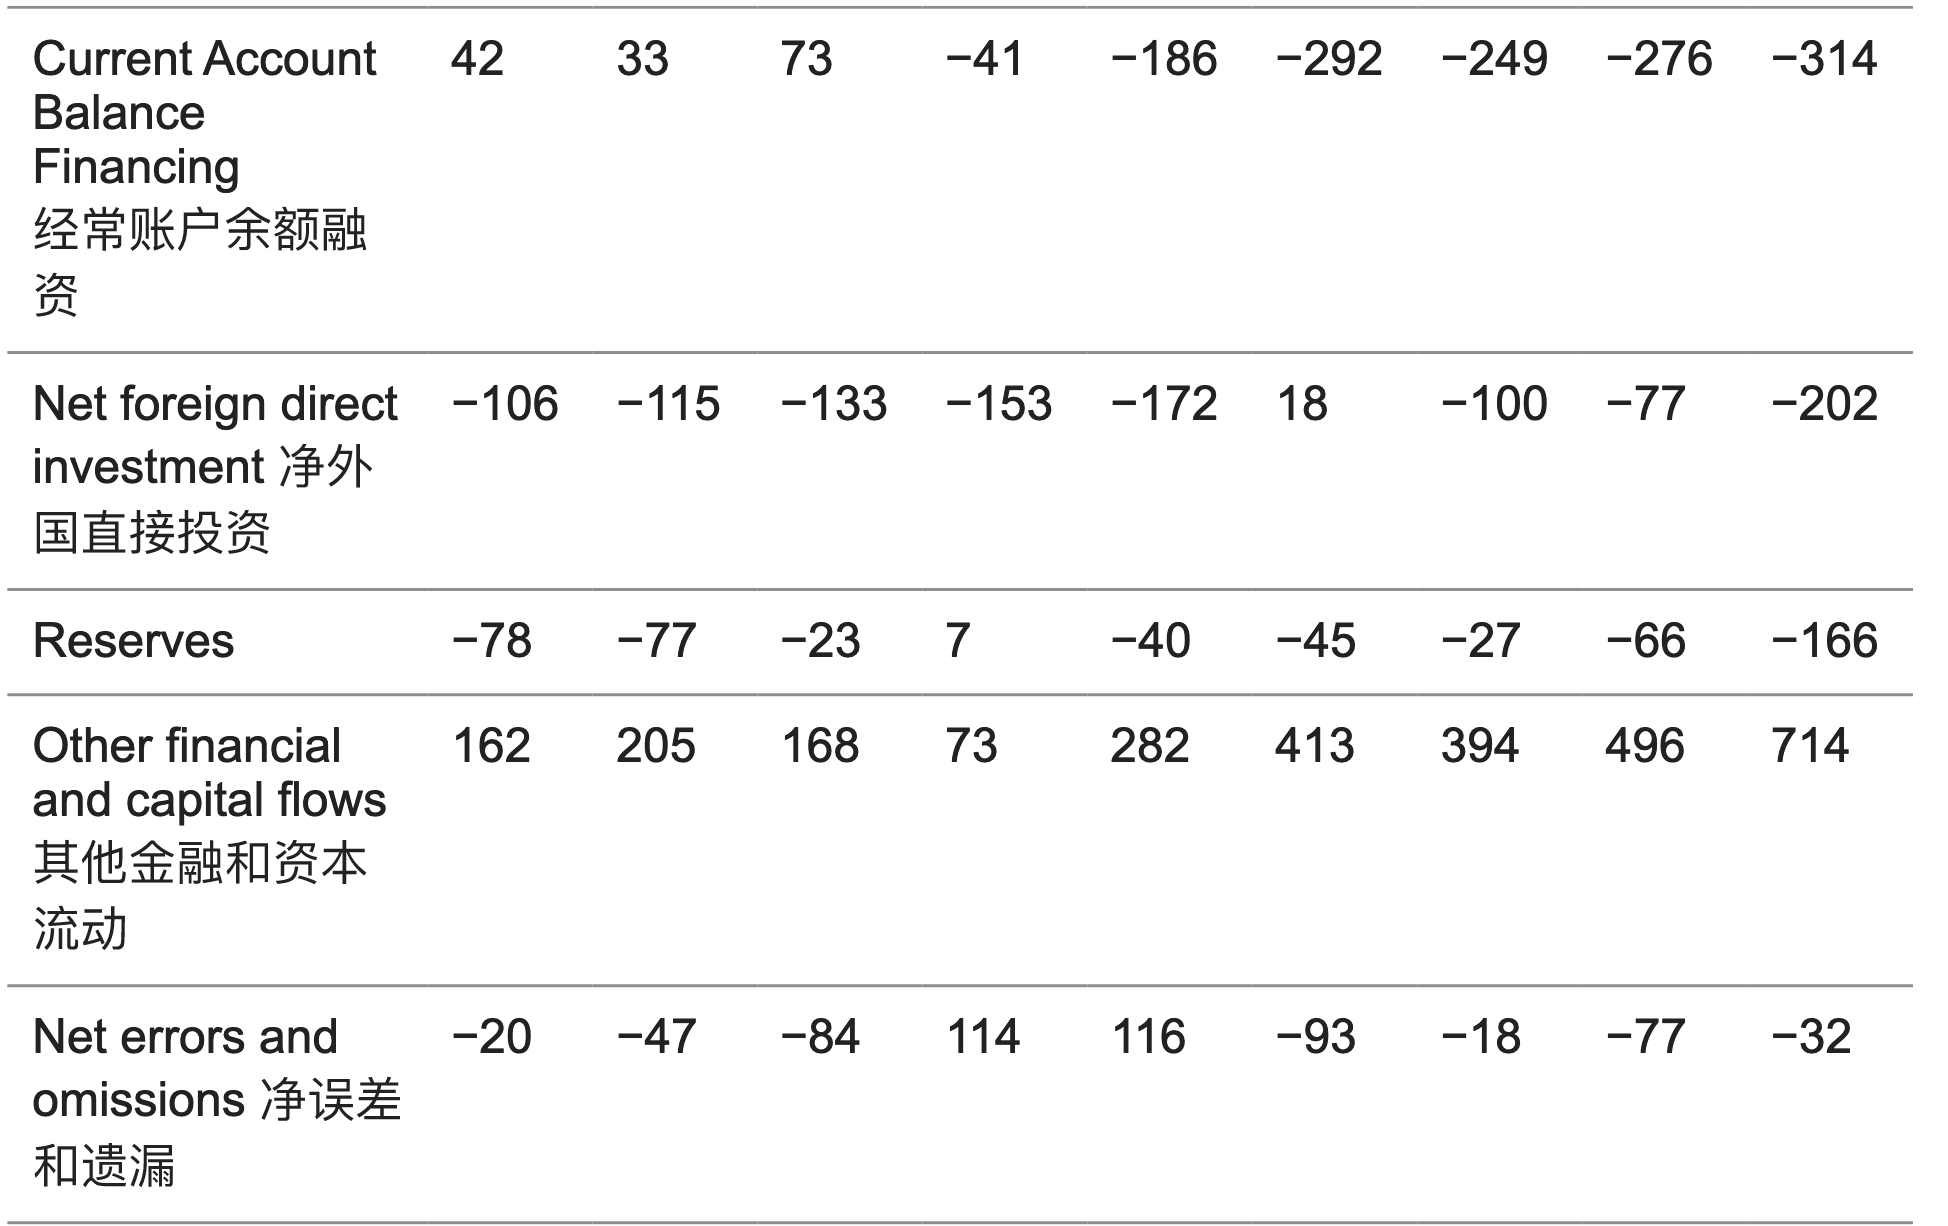 Current Account 42 33 73 −41 −186 −292 −249 −276 −314
Balance
Financing
经常账户余额融
资
Net foreign direct −106 −115 −133 −153 −172 18 −100 −77 −202
investment 净外
国直接投资
Reserves −78 −77 −23 7 −40 −45 −27 −66 −166
Other financial 162 205 168 73 282 413 394 496 714
and capital flows
其他金融和资本
流动
Net errors and −20 −47 −84 114 116 −93 −18 −77 −32
omissions 净误差
和遗漏